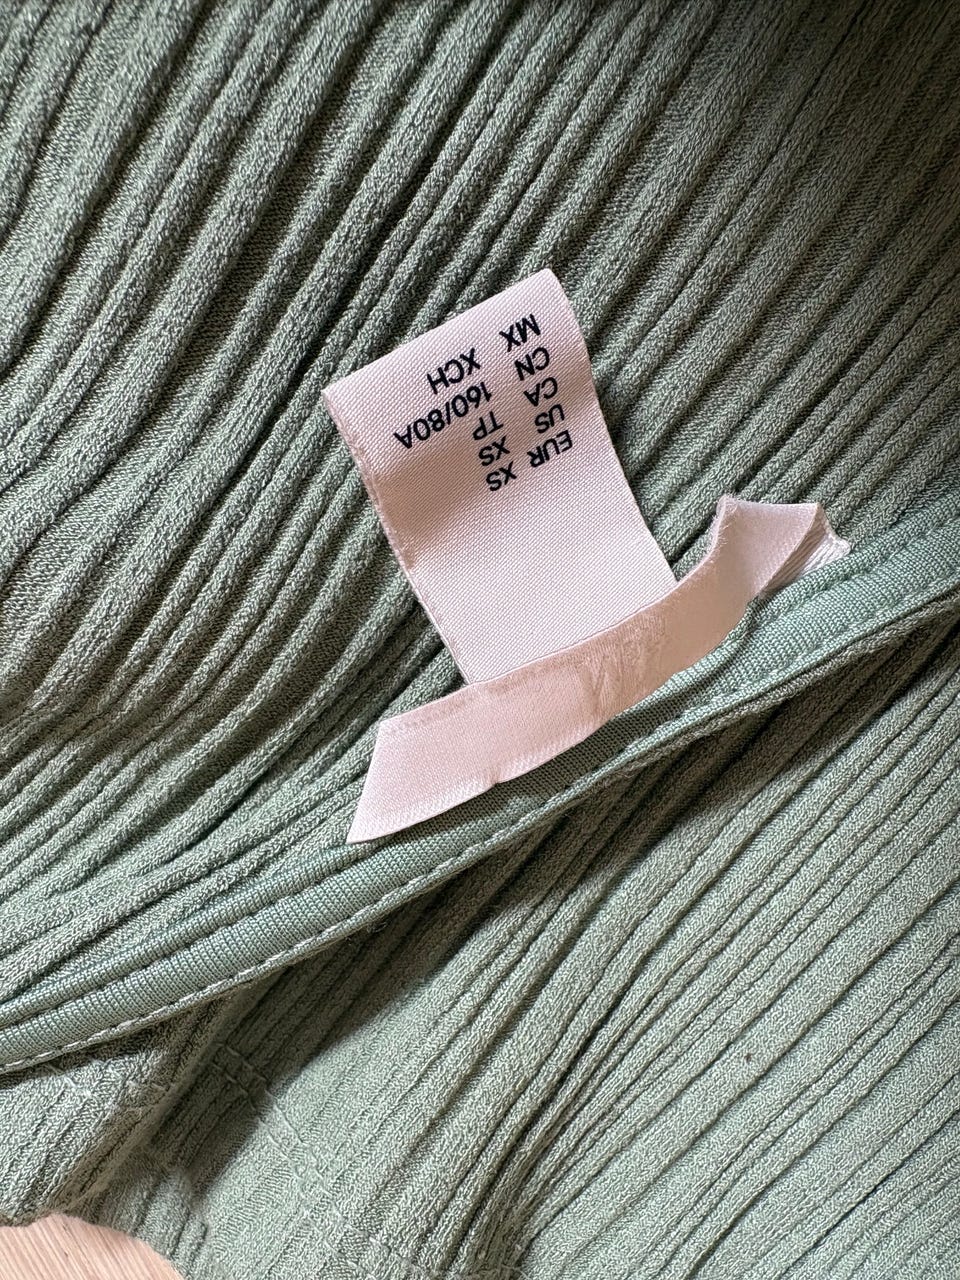 EUR XS
US XS
CA TP
CN 160/80A
MX XCH